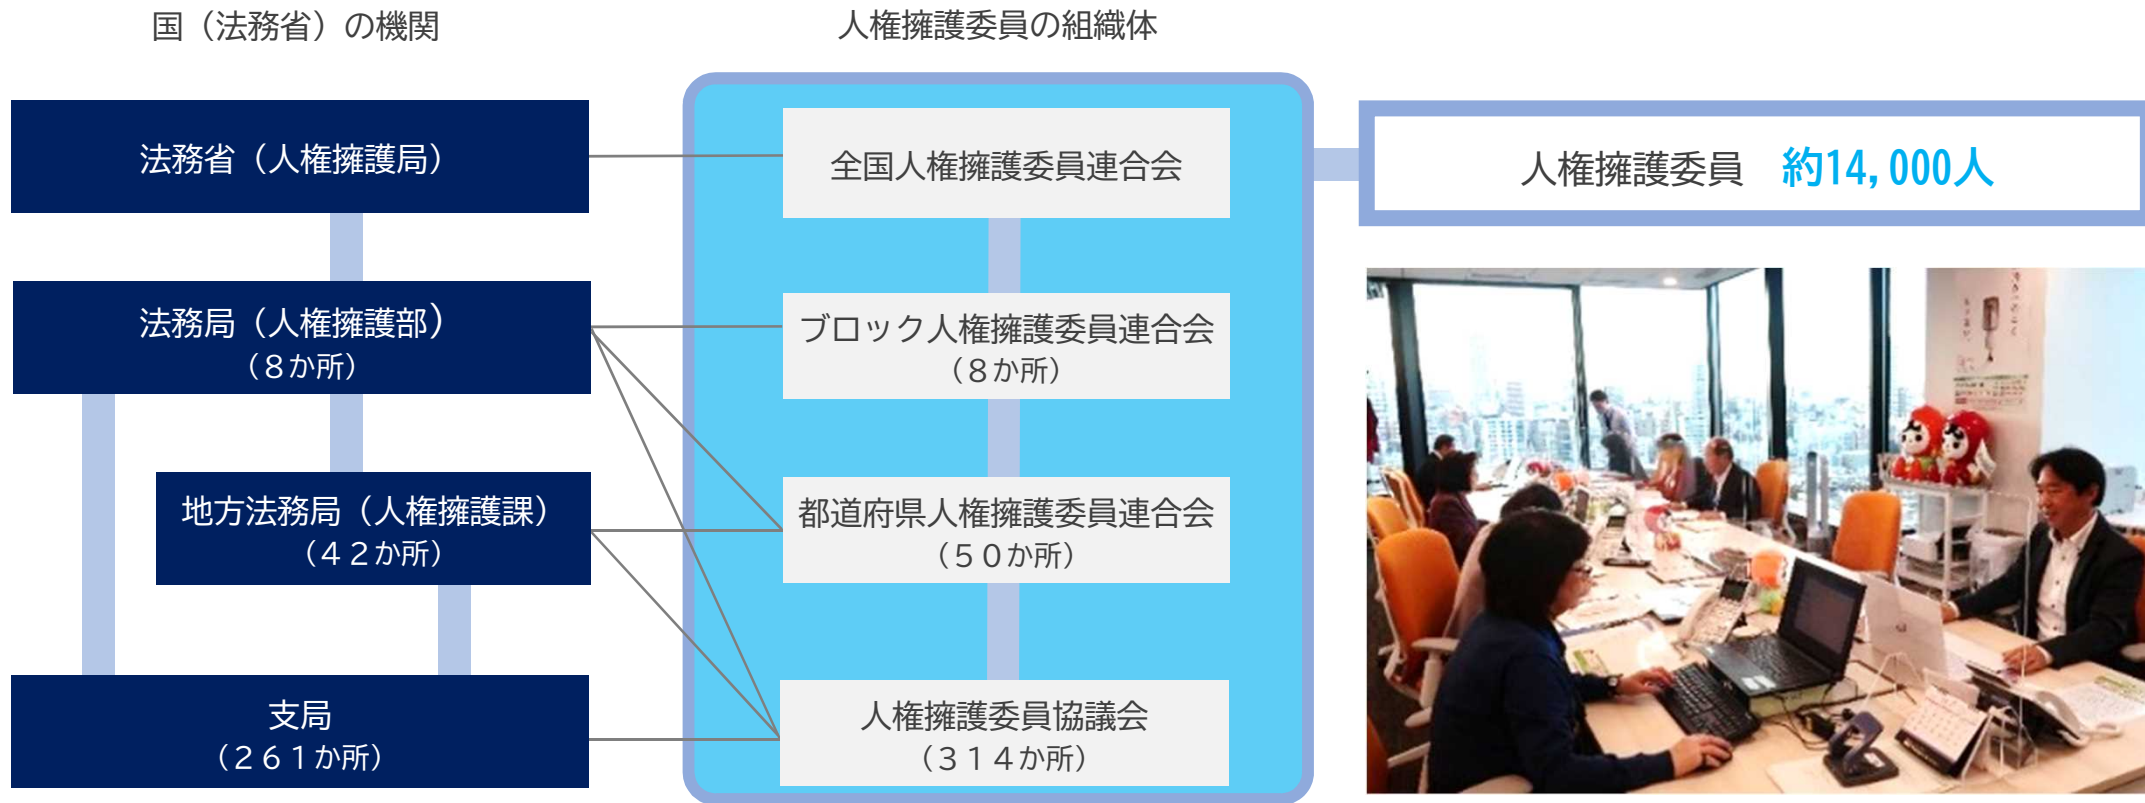 国（法務省）の機関
人権擁護委員の組織体
法務省（人権擁護局）
全国人権擁護委員連合会
人権擁護委員　約14,000人
法務局（人権擁護部）
（８か所）
ブロック人権擁護委員連合会
（８か所）
地方法務局（人権擁護課）
（４２か所）
都道府県人権擁護委員連合会
（５０か所）
支局
（２６１か所）
人権擁護委員協議会
（３１４か所）